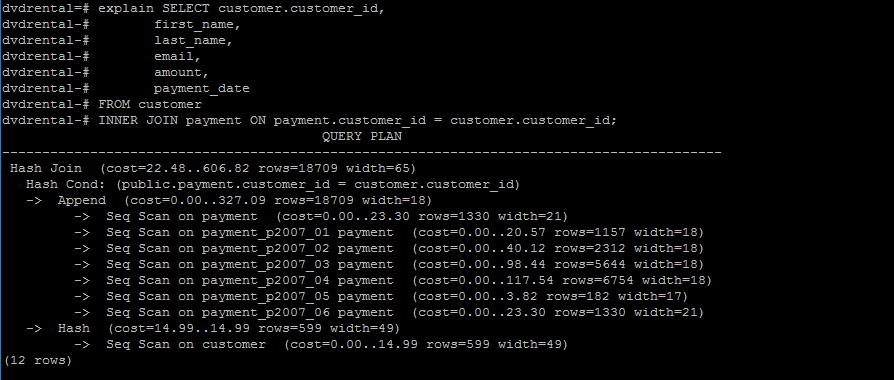 dvdrental=# explain SELECT customer.customer_id,
dvdrental-#        first_name,
dvdrental-#        last_name,
dvdrental-#        email,
dvdrental-#        amount,
dvdrental-#        payment_date
dvdrental-# FROM customer
dvdrental-# INNER JOIN payment ON payment.customer_id = customer.customer_id;
                                        QUERY PLAN
------------------------------------------------------------------------------------------
 Hash Join  (cost=22.48..606.82 rows=18709 width=65)
   Hash Cond: (public.payment.customer_id = customer.customer_id)
   ->  Append  (cost=0.00..327.09 rows=18709 width=18)
         ->  Seq Scan on payment  (cost=0.00..23.30 rows=1330 width=21)
         ->  Seq Scan on payment_p2007_01 payment  (cost=0.00..20.57 rows=1157 width=18)
         ->  Seq Scan on payment_p2007_02 payment  (cost=0.00..40.12 rows=2312 width=18)
         ->  Seq Scan on payment_p2007_03 payment  (cost=0.00..98.44 rows=5644 width=18)
         ->  Seq Scan on payment_p2007_04 payment  (cost=0.00..117.54 rows=6754 width=18)
         ->  Seq Scan on payment_p2007_05 payment  (cost=0.00..3.82 rows=182 width=17)
         ->  Seq Scan on payment_p2007_06 payment  (cost=0.00..23.30 rows=1330 width=21)
   ->  Hash  (cost=14.99..14.99 rows=599 width=49)
         ->  Seq Scan on customer  (cost=0.00..14.99 rows=599 width=49)
(12 rows)